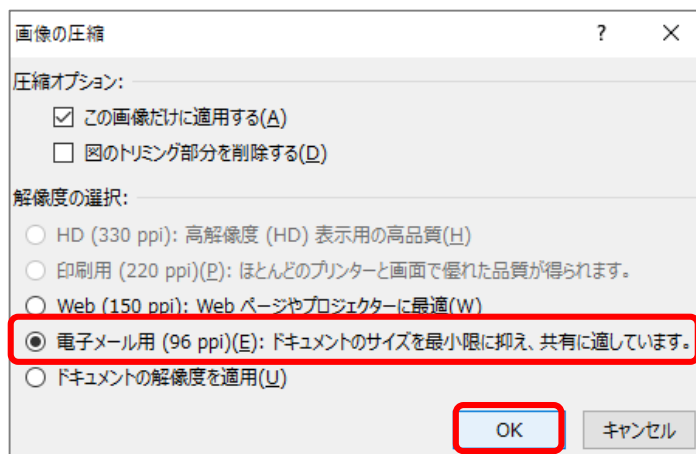 画像の圧縮 ? ×
圧縮オプション:
この画像だけに適用する(A)
図のトリミング部分を削除する(D)
解像度の選択:
HD (330 ppi): 高解像度 (HD) 表示用の高品質(H)
印刷用 (220 ppi)(P): ほとんどのプリンターと画面で優れた品質が得られます。
Web (150 ppi): Web ページやプロジェクターに最適(W)
電子メール用 (96 ppi)(E): ドキュメントのサイズを最小限に抑え、共有に適しています。
ドキュメントの解像度を適用(U)
OK キャンセル